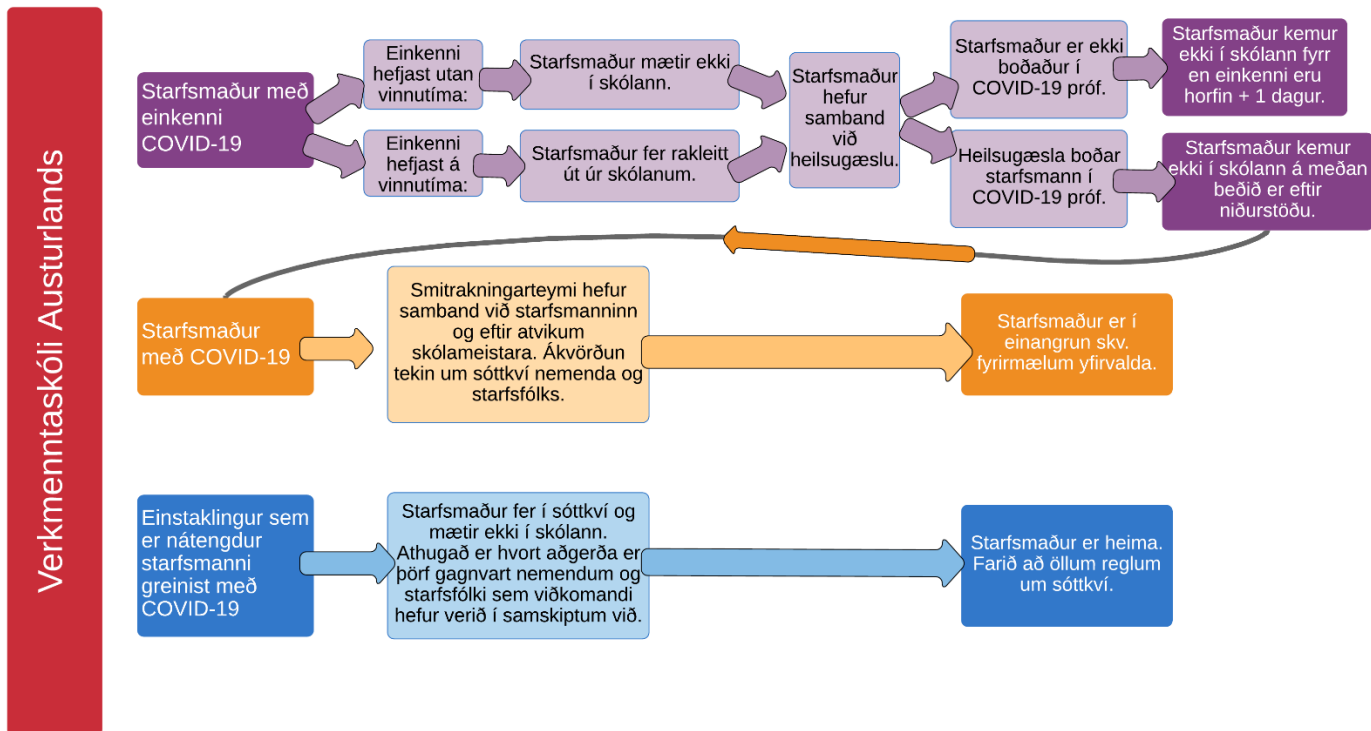 Verkmenntaskóli Austurlands
Starfsmaður með
einkenni
COVID-19
Einkenni
hefjast utan
vinnutíma:
Starfsmaður mætir ekki
í skólann.
Einkenni
hefjast á
vinnutíma:
Starfsmaður fer rakleitt
út úr skólanum.
Starfsmaður
hefur
samband
við
heilsugæslu.
Starfsmaður er ekki
boðaður í
COVID-19 próf.
Starfsmaður kemur
ekki í skólann fyrr
en einkenni eru
horfin + 1 dagur.
Heilsugæsla boðar
starfsmann í
COVID-19 próf.
Starfsmaður kemur
ekki í skólann á meðan
beðið er eftir
niðurstöðu.
Starfsmaður
með COVID-19
Smitrakningarteymi hefur
samband við starfsmanninn
og eftir atvikum
skólameistara. Ákvörðun
tekin um sóttkví nemenda og
starfsfólks.
Starfsmaður er í
einangrun skv.
fyrirmælum yfirvalda.
Einstaklingur sem
er nátengdur
starfsmanni
greinist með
COVID-19
Starfsmaður fer í sóttkví og
mætir ekki í skólann.
Athugað er hvort aðgerða er
þörf gagnvart nemendum og
starfsfólki sem viðkomandi
hefur verið í samskiptum við.
Starfsmaður er heima.
Farið að öllum reglum
um sóttkví.